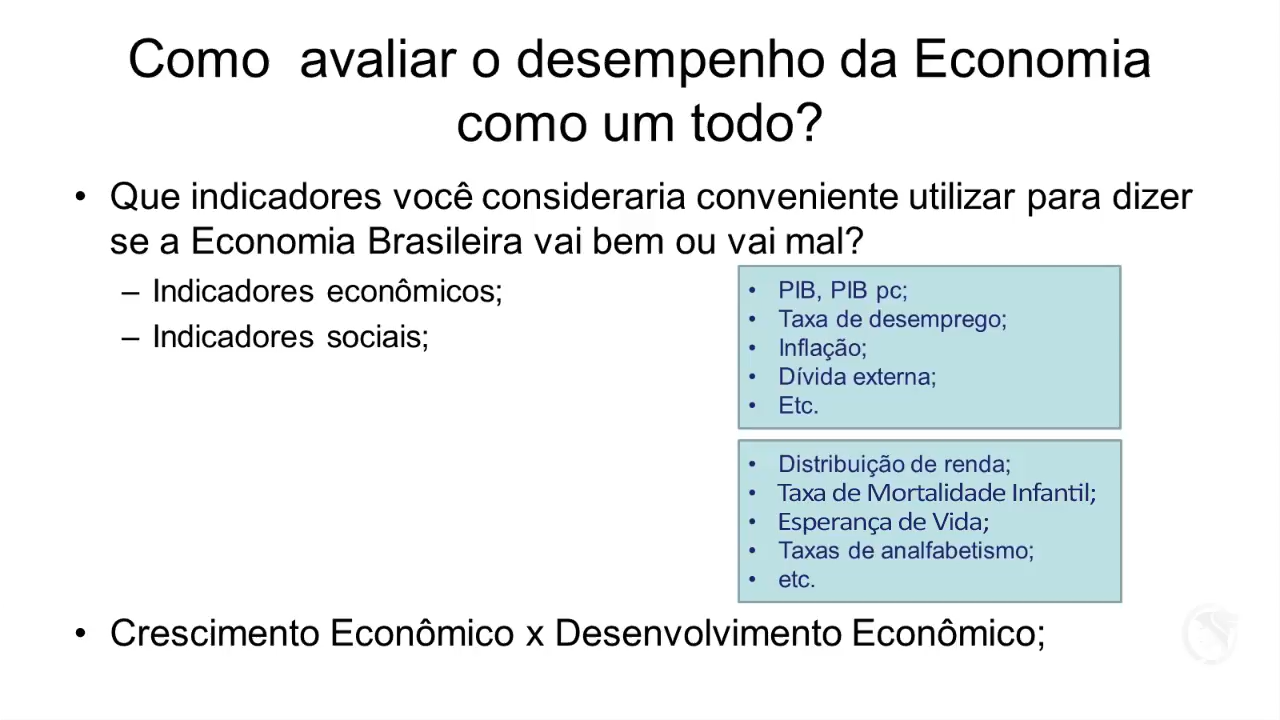 Como avaliar o desempenho da Economia
como um todo?
• Que indicadores você consideraria conveniente utilizar para dizer
se a Economia Brasileira vai bem ou vai mal?
– Indicadores econômicos;
– Indicadores sociais;
• PIB, PIB pc;
• Taxa de desemprego;
• Inflação;
• Dívida externa;
• Etc.
• Distribuição de renda;
• Taxa de Mortalidade Infantil;
• Esperança de Vida;
• Taxas de analfabetismo;
• etc.
• Crescimento Econômico x Desenvolvimento Econômico;